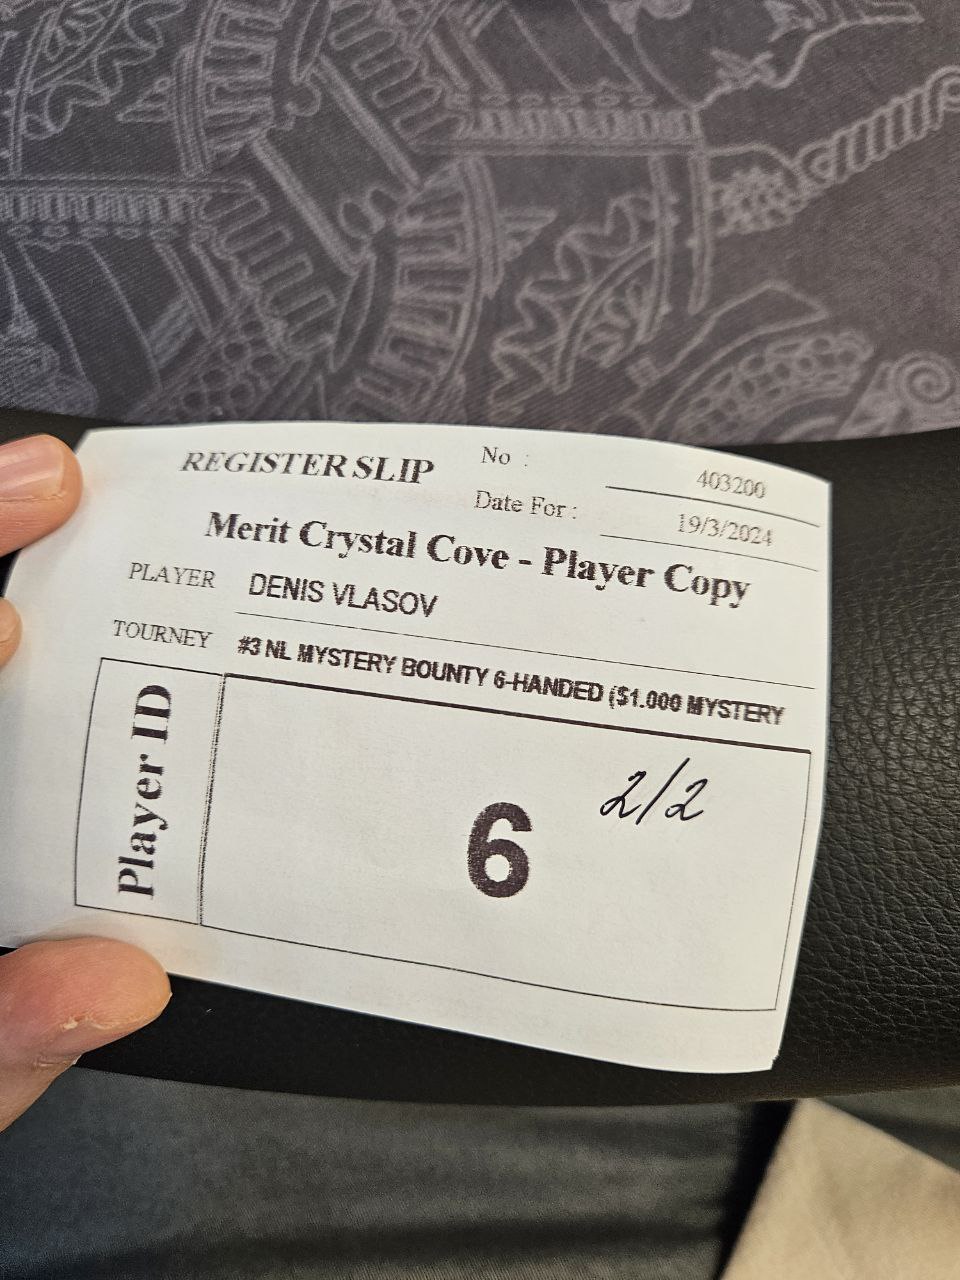 REGISTER SLIP
No : 403200
Date For : 19/3/2024
Merit Crystal Cove - Player Copy
PLAYER DENIS VLASOV
TOURNEY #3 NL MYSTERY BOUNTY 6-HANDED ($1.000 MYSTERY
Player ID
6
2/2